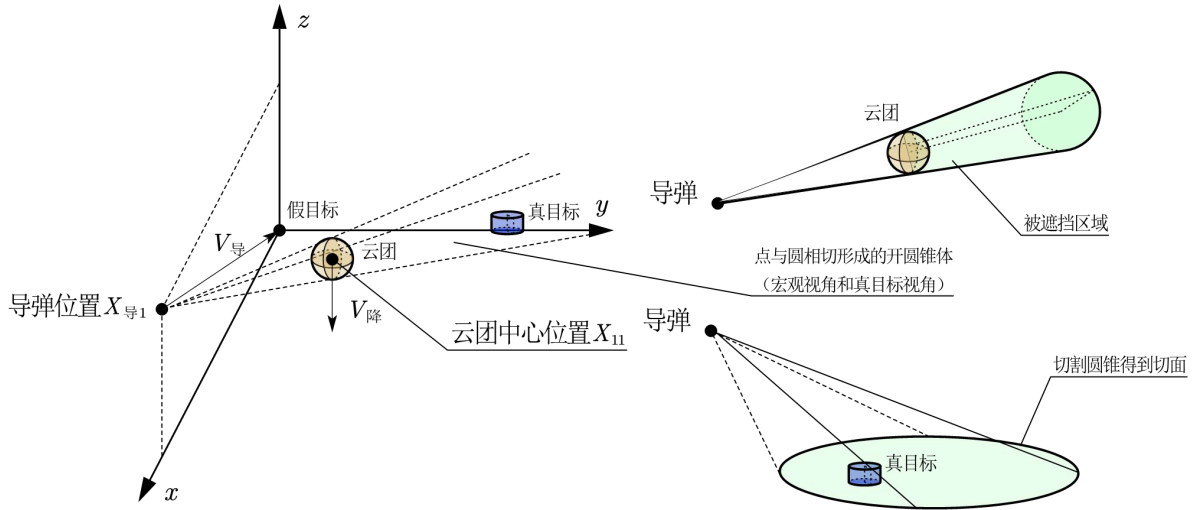 z
假目标
真目标
y
V导
云团
导弹位置X导1
V降
云团中心位置X11
x
云团
导弹
被遮挡区域
点与圆相切形成的开圆锥体
（宏观视角和真目标视角）
导弹
切割圆锥得到切面
真目标